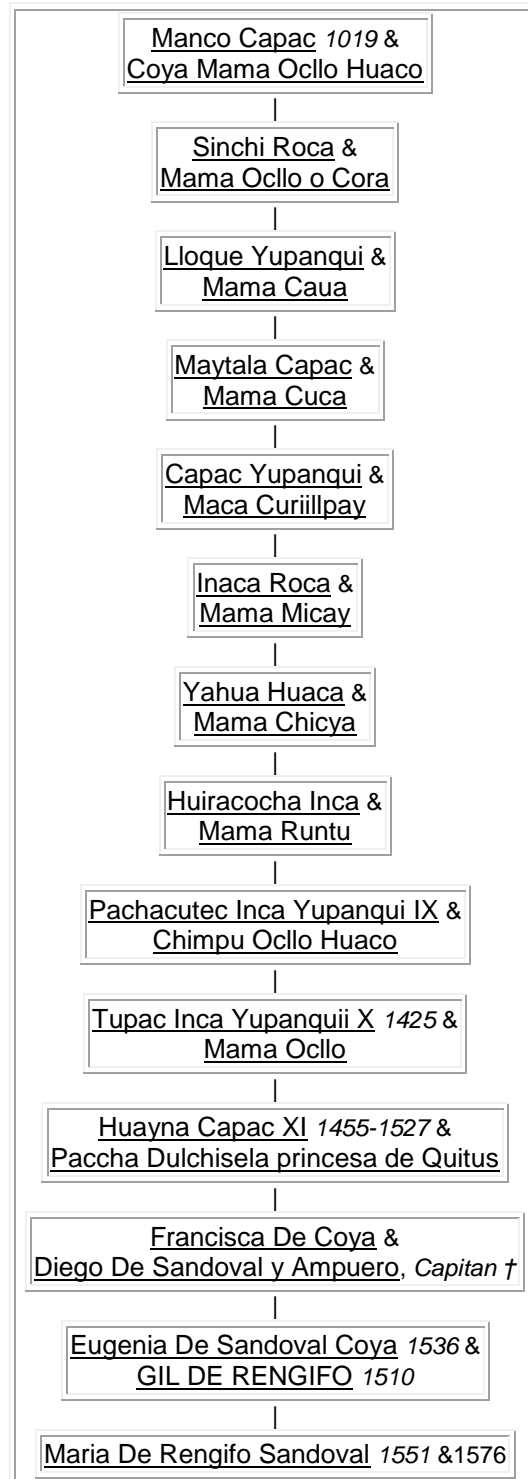 Manco Capac 1019 &
Coya Mama Ocllo Huaco
Sinchi Roca &
Mama Ocllo o Cora
Lloque Yupanqui &
Mama Caua
Maytala Capac &
Mama Cuca
Capac Yupanqui &
Maca Curiillpay
Inaca Roca &
Mama Micay
Yahua Huaca &
Mama Chicya
Huiracocha Inca &
Mama Runtu
Pachacutec Inca Yupanqui IX &
Chimpu Ocllo Huaco
Tupac Inca Yupanquii X 1425 &
Mama Ocllo
Huayna Capac XI 1455-1527 &
Paccha Dulchisela princesa de Quitus
Francisca De Coya &
Diego De Sandoval y Ampuero, Capitan †
Eugenia De Sandoval Coya 1536 &
GIL DE RENGIFO 1510
Maria De Rengifo Sandoval 1551 &1576